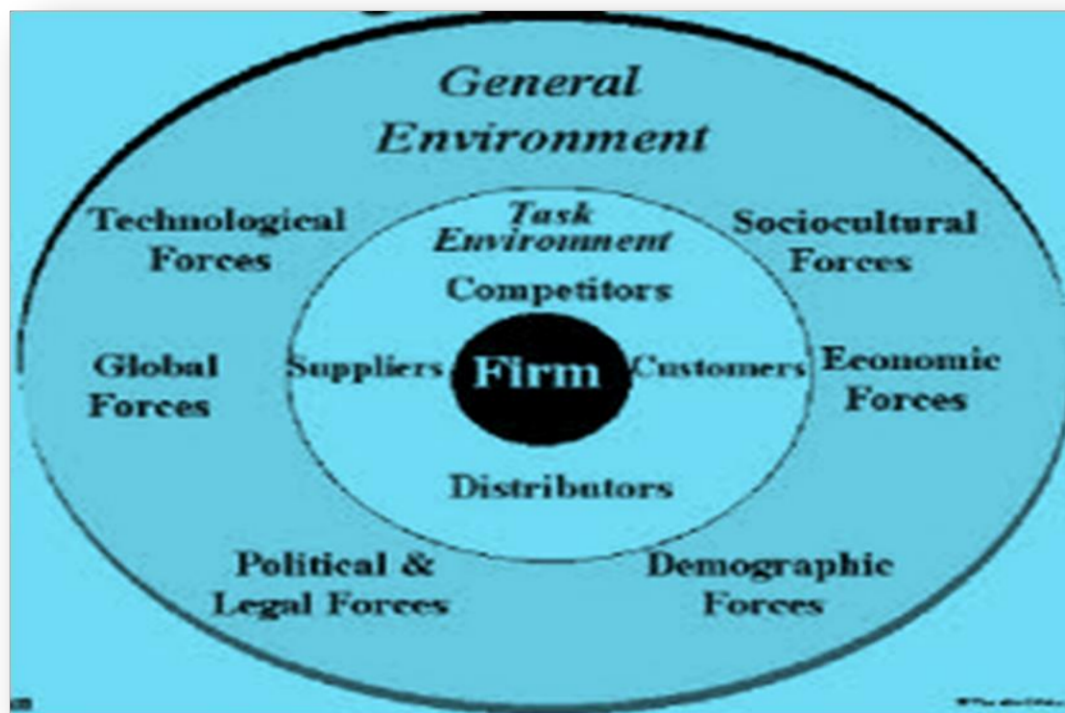 General
Environment
Technological
Forces
Sociocultural
Forces
Task
Environment
Competitors
Global
Forces
Suppliers
Firm
Customers
Economic
Forces
Distributors
Political &
Legal Forces
Demographic
Forces